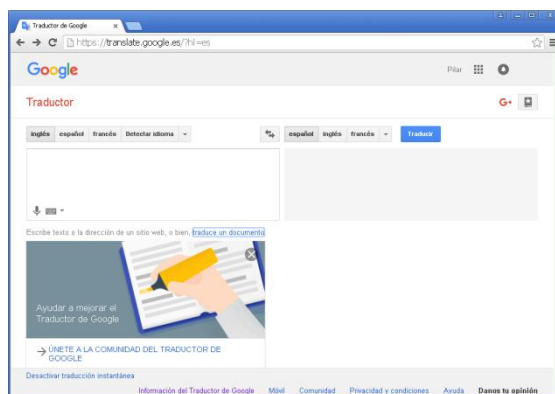 Traductor de Google
https://translate.google.es/?hl=es
Google
Pilar
Traductor
G+
inglés español francés Detectar idioma
español inglés francés
Traducir
Escribe texto o la dirección de un sitio web, o bien, traduce un documento
Ayudar a mejorar el
Traductor de Google
ÚNETE A LA COMUNIDAD DEL TRADUCTOR DE
GOOGLE
Desactivar traducción instantánea
Información del Traductor de Google Móvil Comunidad Privacidad y condiciones Ayuda Danos tu opinión